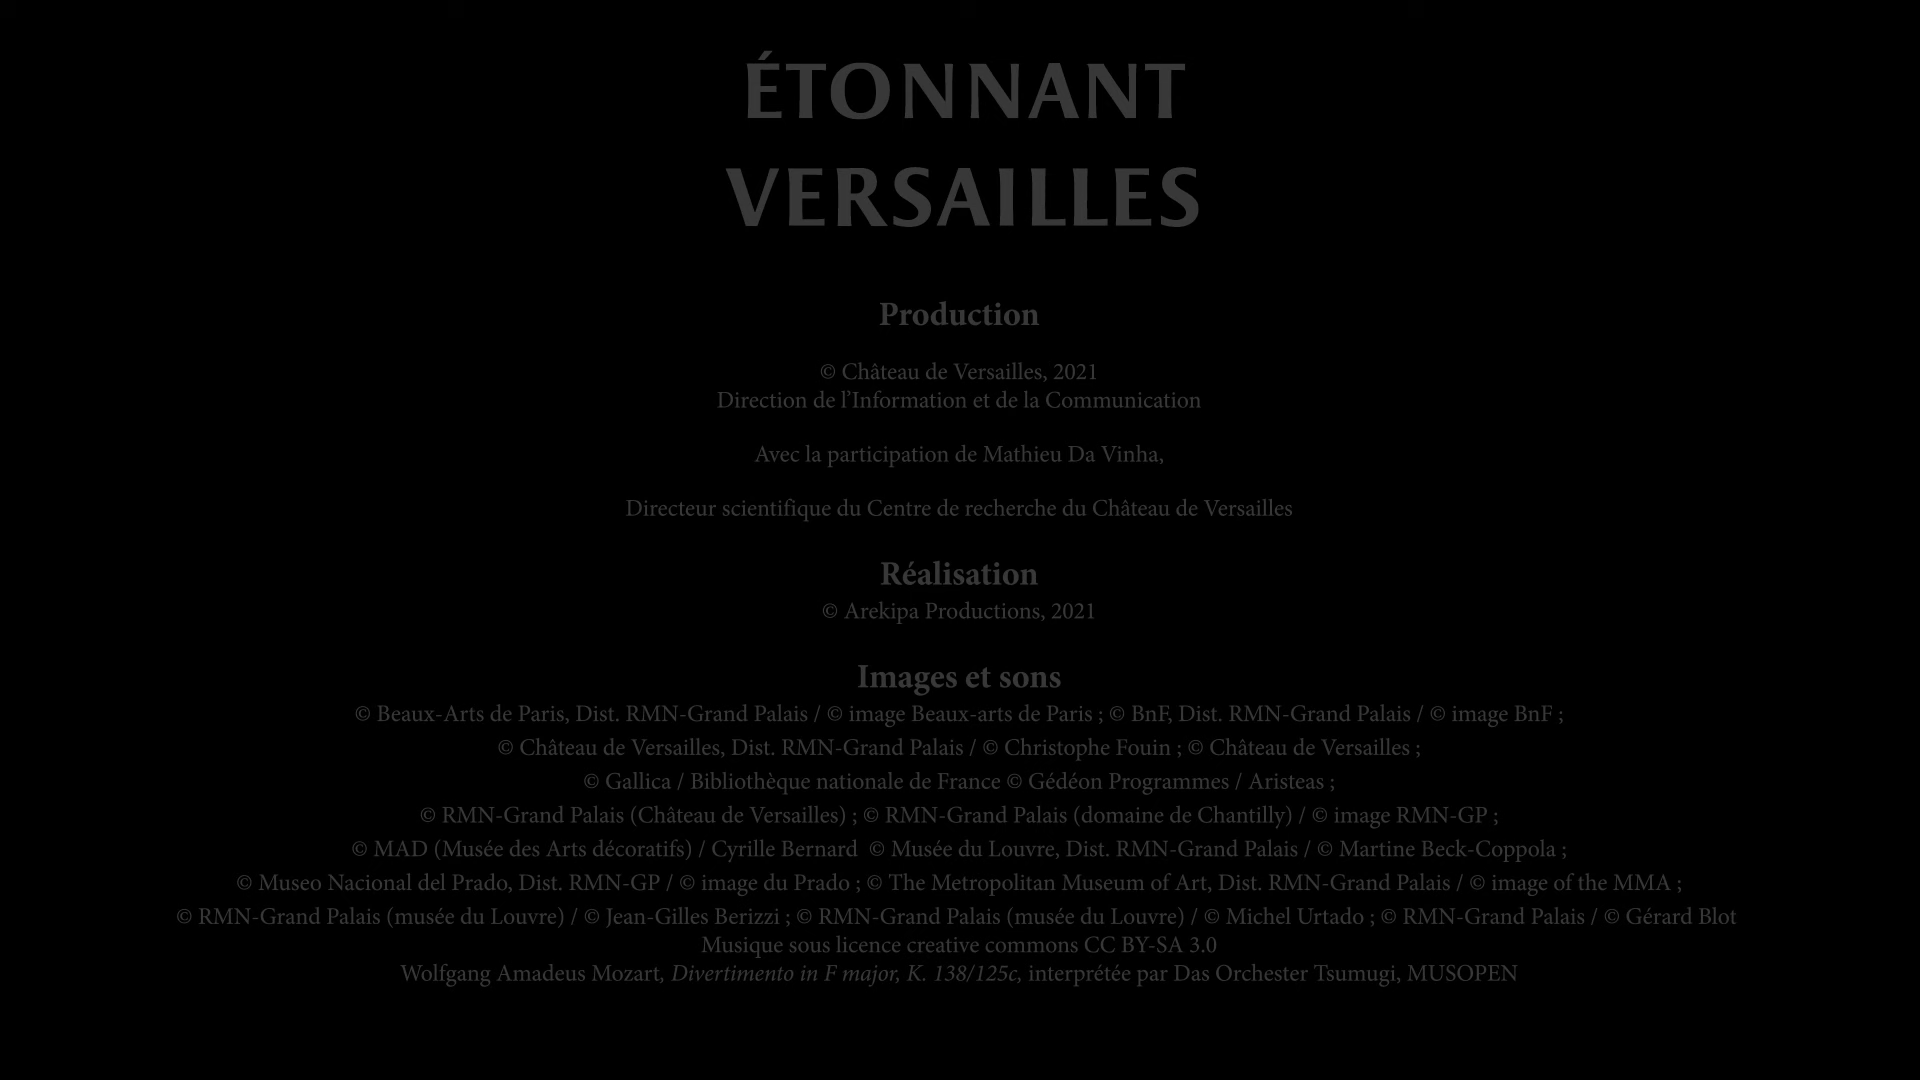 ÉTONNANT
VERSAILLES
Production
© Château de Versailles, 2021
Direction de l’Information et de la Communication
Avec la participation de Mathieu Da Vinha,
Directeur scientifique du Centre de recherche du Château de Versailles
Réalisation
© Arekipa Productions, 2021
Images et sons
© Beaux-Arts de Paris, Dist. RMN-Grand Palais / © image Beaux-arts de Paris ; © BnF, Dist. RMN-Grand Palais / © image BnF ;
© Château de Versailles, Dist. RMN-Grand Palais / © Christophe Fouin ; © Château de Versailles ;
© Gallica / Bibliothèque nationale de France © Gédéon Programmes / Aristeas ;
© RMN-Grand Palais (Château de Versailles) ; © RMN-Grand Palais (domaine de Chantilly) / © image RMN-GP ;
© MAD (Musée des Arts décoratifs) / Cyrille Bernard © Musée du Louvre, Dist. RMN-Grand Palais / © Martine Beck-Coppola ;
© Museo Nacional del Prado, Dist. RMN-GP / © image du Prado ; © The Metropolitan Museum of Art, Dist. RMN-Grand Palais / © image of the MMA ;
© RMN-Grand Palais (musée du Louvre) / © Jean-Gilles Berizzi ; © RMN-Grand Palais (musée du Louvre) / © Michel Urtado ; © RMN-Grand Palais / © Gérard Blot
Musique sous licence creative commons CC BY-SA 3.0
Wolfgang Amadeus Mozart, Divertimento in F major, K. 138/125c, interprétée par Das Orchester Tsumugi, MUSOPEN